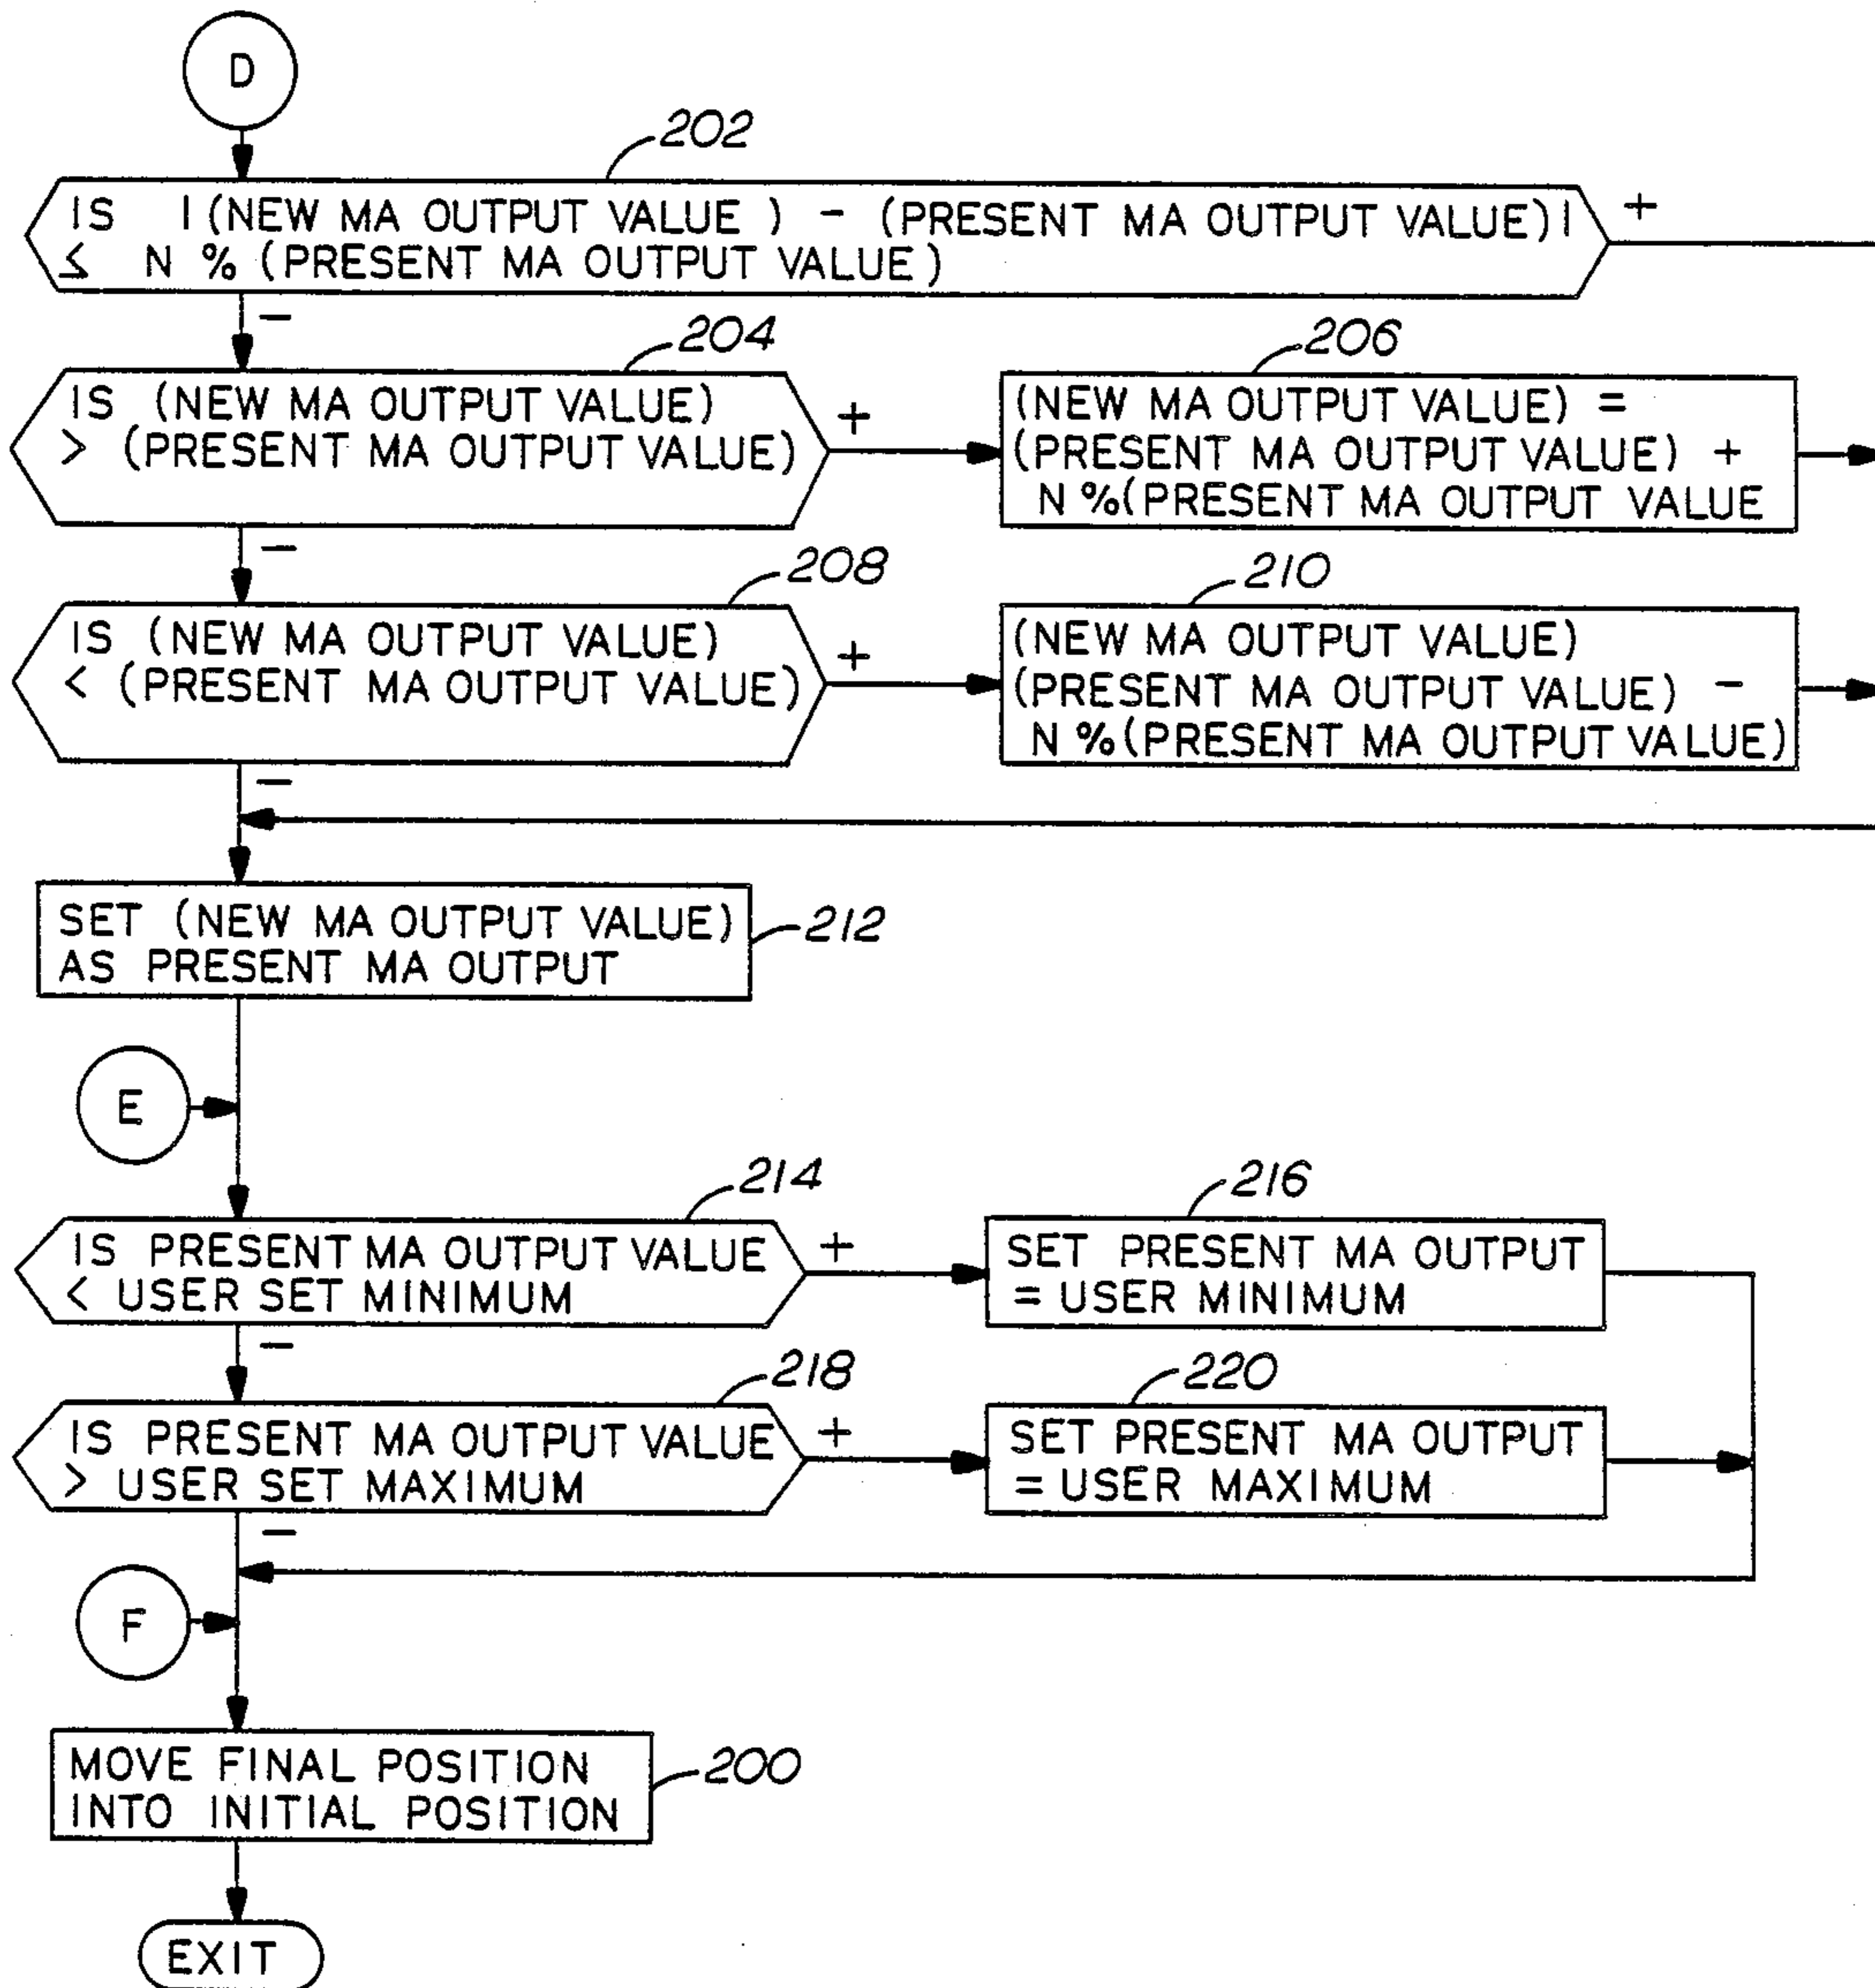 D
202
IS |(NEW MA OUTPUT VALUE ) - (PRESENT MA OUTPUT VALUE)| +
≤ N % (PRESENT MA OUTPUT VALUE)
-
204
IS (NEW MA OUTPUT VALUE)
> (PRESENT MA OUTPUT VALUE)
+
206
(NEW MA OUTPUT VALUE) =
(PRESENT MA OUTPUT VALUE) +
N %(PRESENT MA OUTPUT VALUE
-
208
IS (NEW MA OUTPUT VALUE)
< (PRESENT MA OUTPUT VALUE)
+
210
(NEW MA OUTPUT VALUE)
(PRESENT MA OUTPUT VALUE) -
N %(PRESENT MA OUTPUT VALUE)
-
SET (NEW MA OUTPUT VALUE)
AS PRESENT MA OUTPUT
212
E
214
IS PRESENT MA OUTPUT VALUE
< USER SET MINIMUM
+
216
SET PRESENT MA OUTPUT
= USER MINIMUM
-
218
IS PRESENT MA OUTPUT VALUE
> USER SET MAXIMUM
+
220
SET PRESENT MA OUTPUT
= USER MAXIMUM
-
F
MOVE FINAL POSITION
INTO INITIAL POSITION
200
EXIT